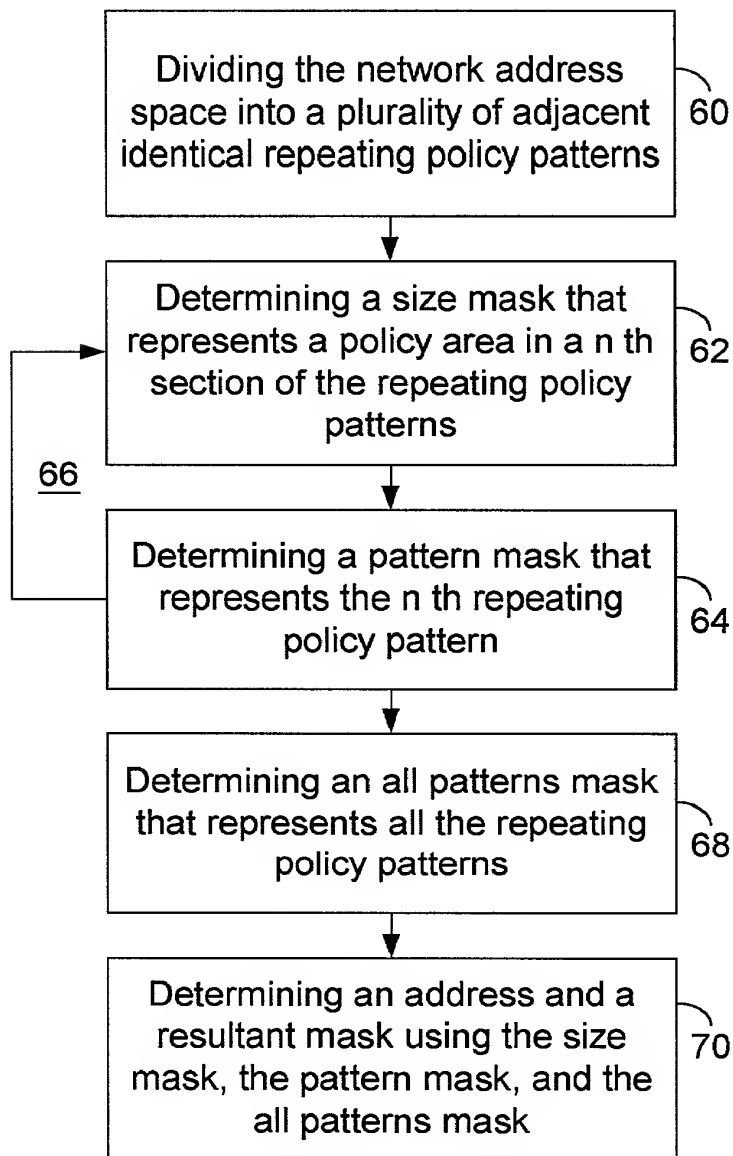 Dividing the network address
space into a plurality of adjacent
identical repeating policy patterns
60
Determining a size mask that
represents a policy area in a n th
section of the repeating policy
patterns
62
66
Determining a pattern mask that
represents the n th repeating
policy pattern
64
Determining an all patterns mask
that represents all the repeating
policy patterns
68
Determining an address and a
resultant mask using the size
mask, the pattern mask, and the
all patterns mask
70